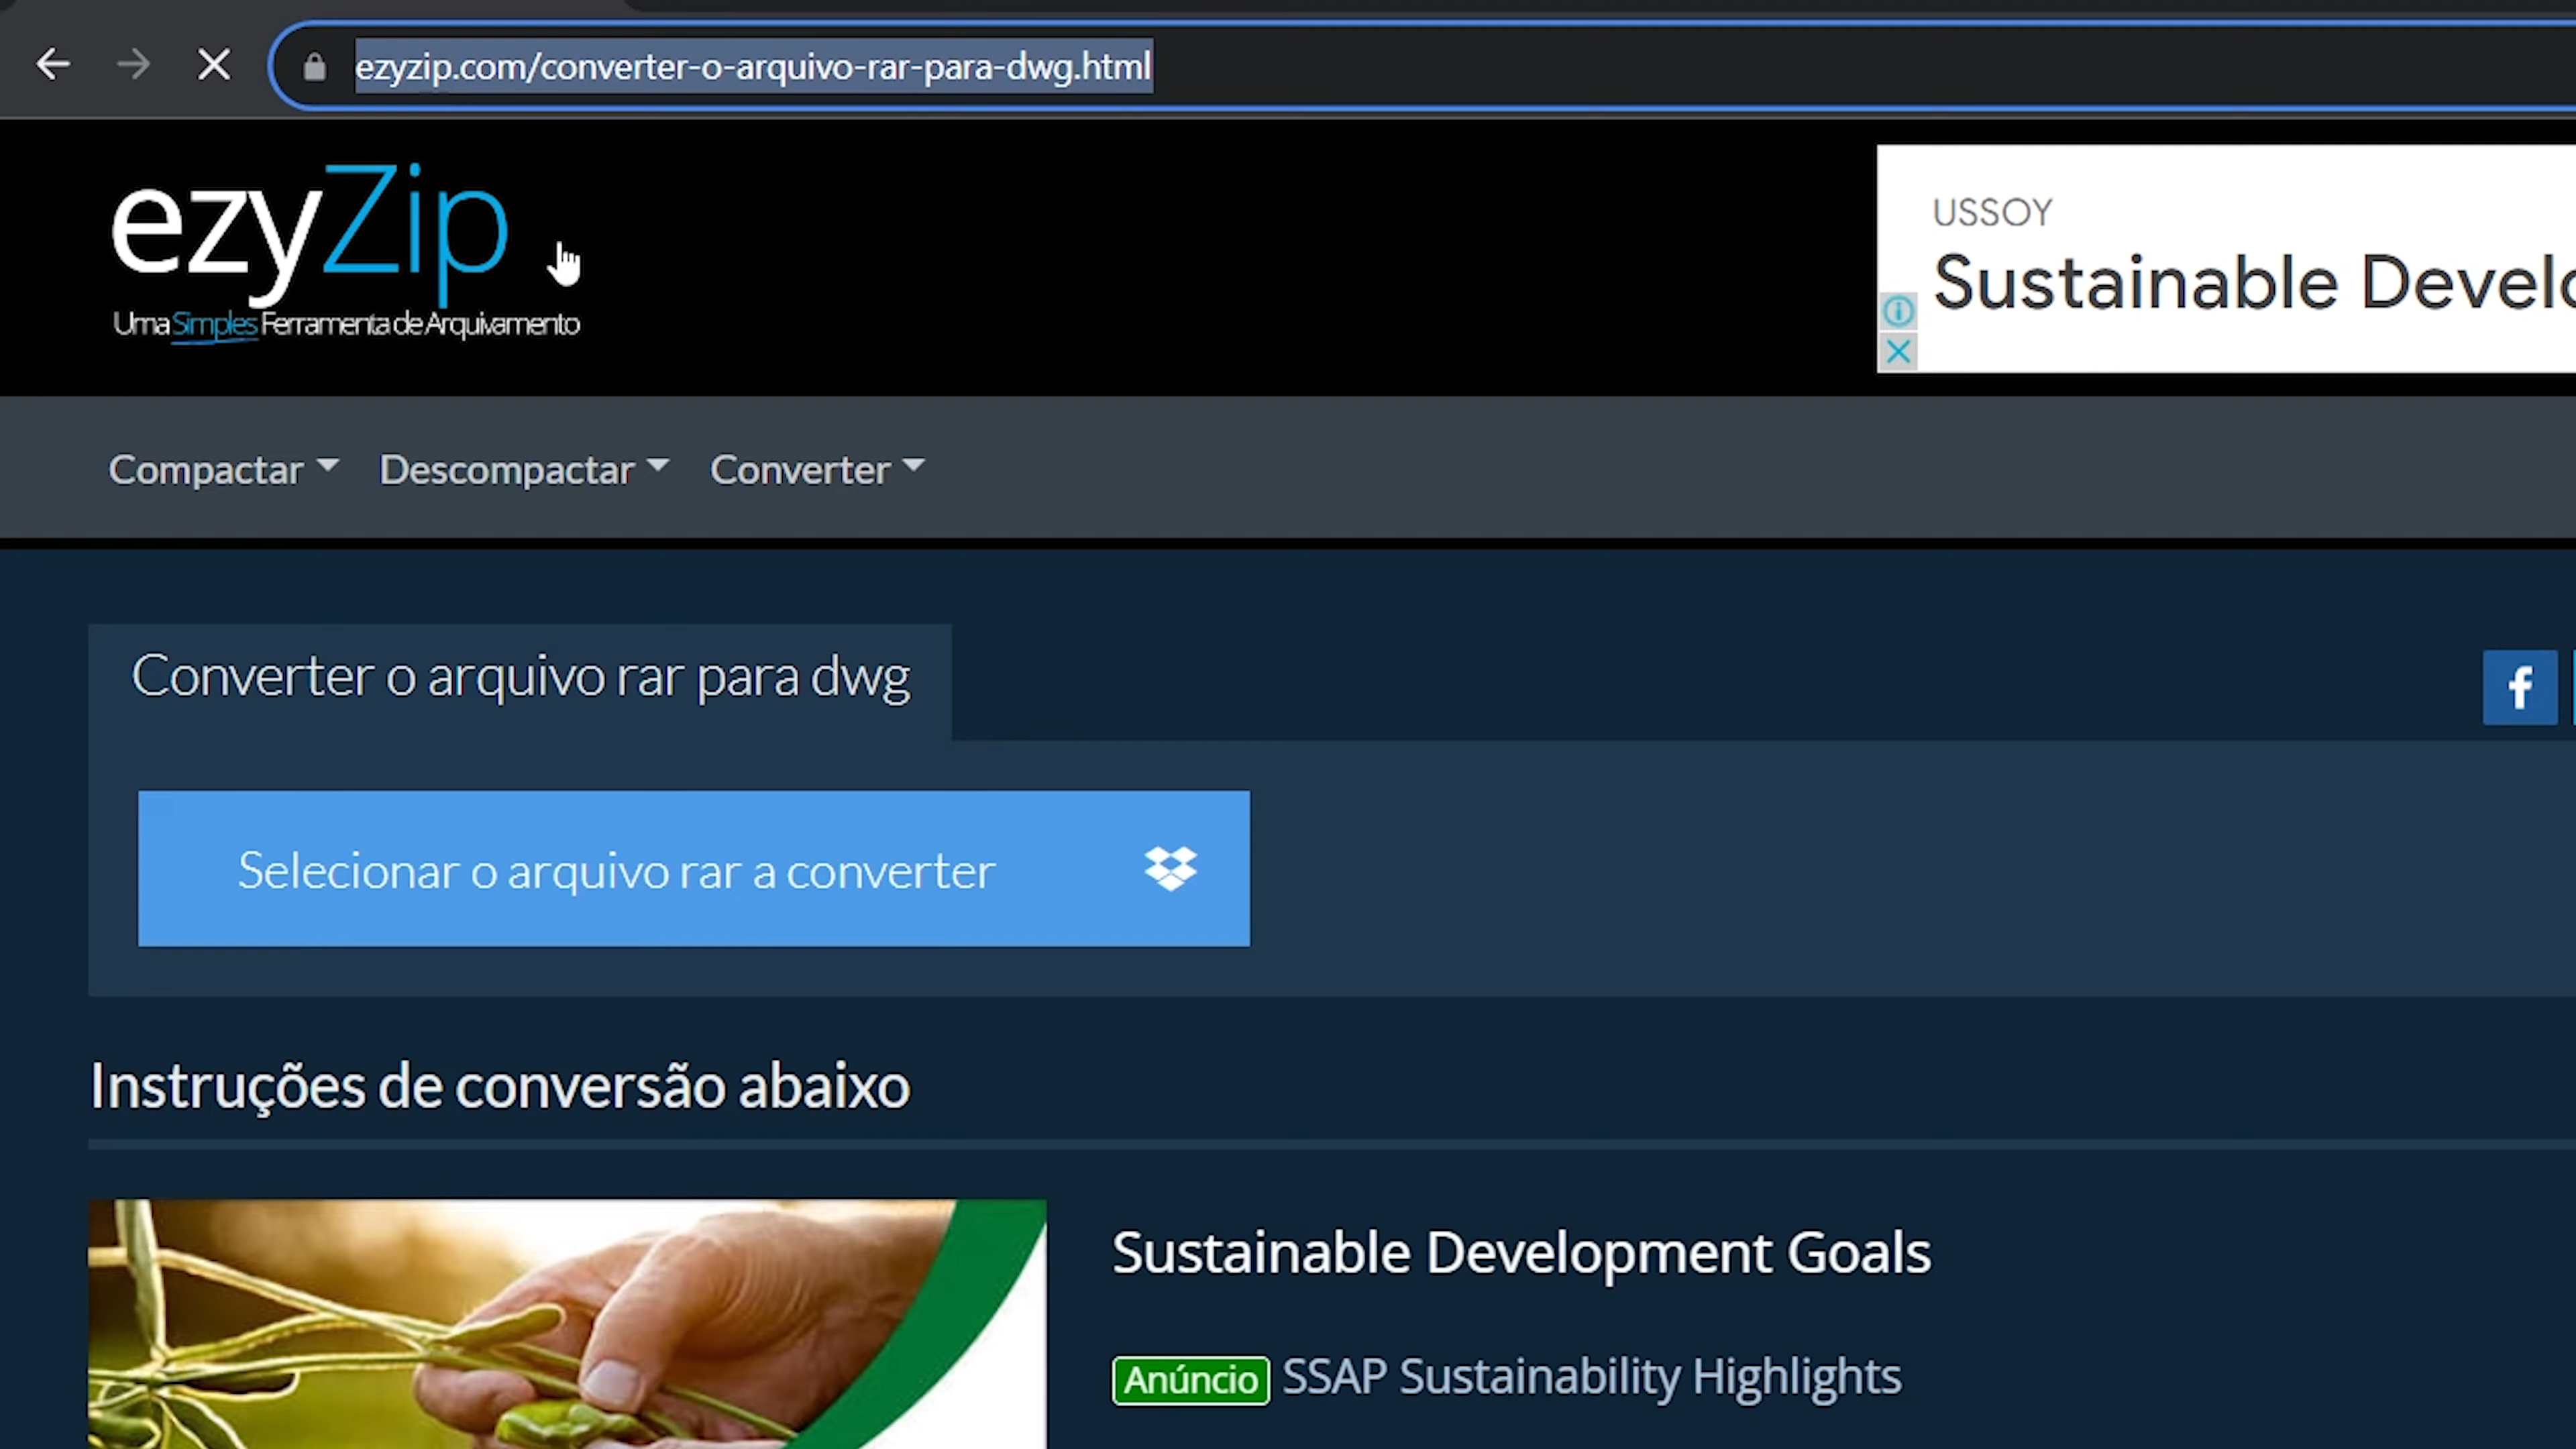 ezyzip.com/converter-o-arquivo-rar-para-dwg.html
ezyZip
Uma Simples Ferramenta de Arquivamento
USSOY
Sustainable Develo
Compactar
Descompactar
Converter
Converter o arquivo rar para dwg
f
Selecionar o arquivo rar a converter
Instruções de conversão abaixo
Sustainable Development Goals
Anúncio SSAP Sustainability Highlights